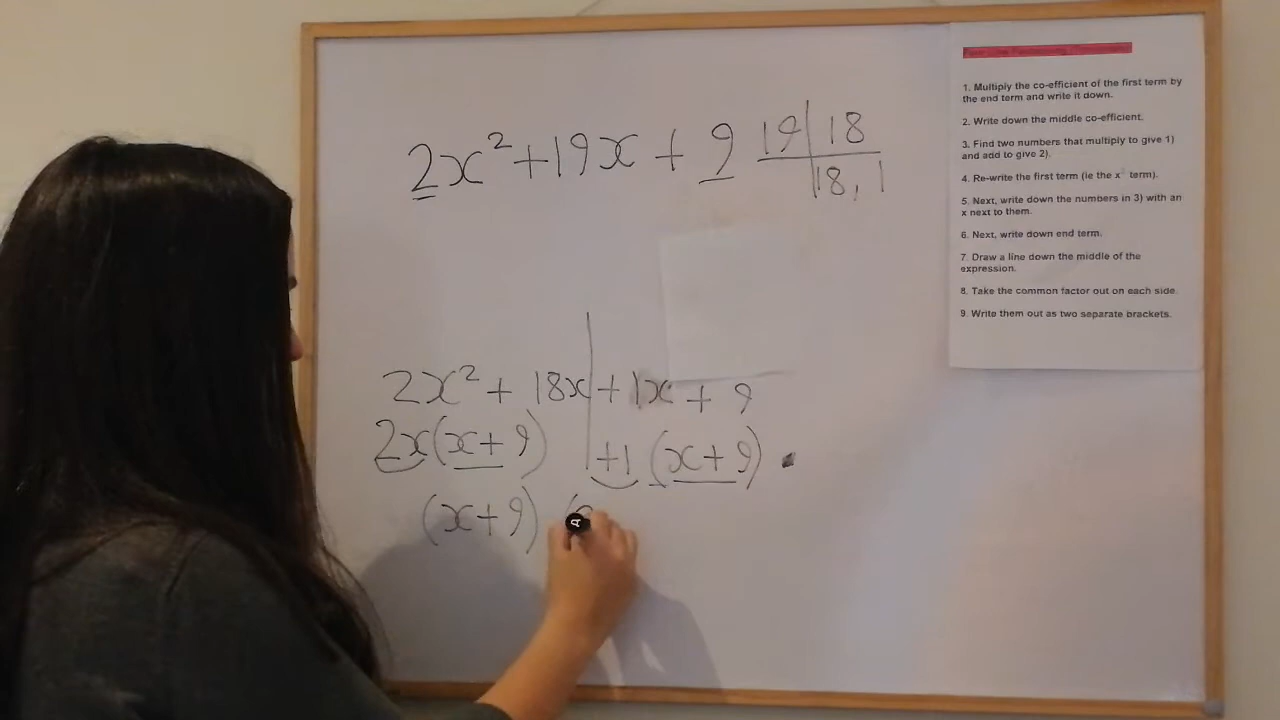 2x² + 19x + 9
19 | 18
18, 1
2x² + 18x | + 1x + 9
2x(x + 9) | +1 (x + 9)
(x + 9) (
A
1. Multiply the co-efficient of the first term by
the end term and write it down.
2. Write down the middle co-efficient.
3. Find two numbers that multiply to give 1)
and add to give 2).
4. Re-write the first term (ie the x² term).
5. Next, write down the numbers in 3) with an
x next to them.
6. Next, write down end term.
7. Draw a line down the middle of the
expression.
8. Take the common factor out on each side.
9. Write them out as two separate brackets.